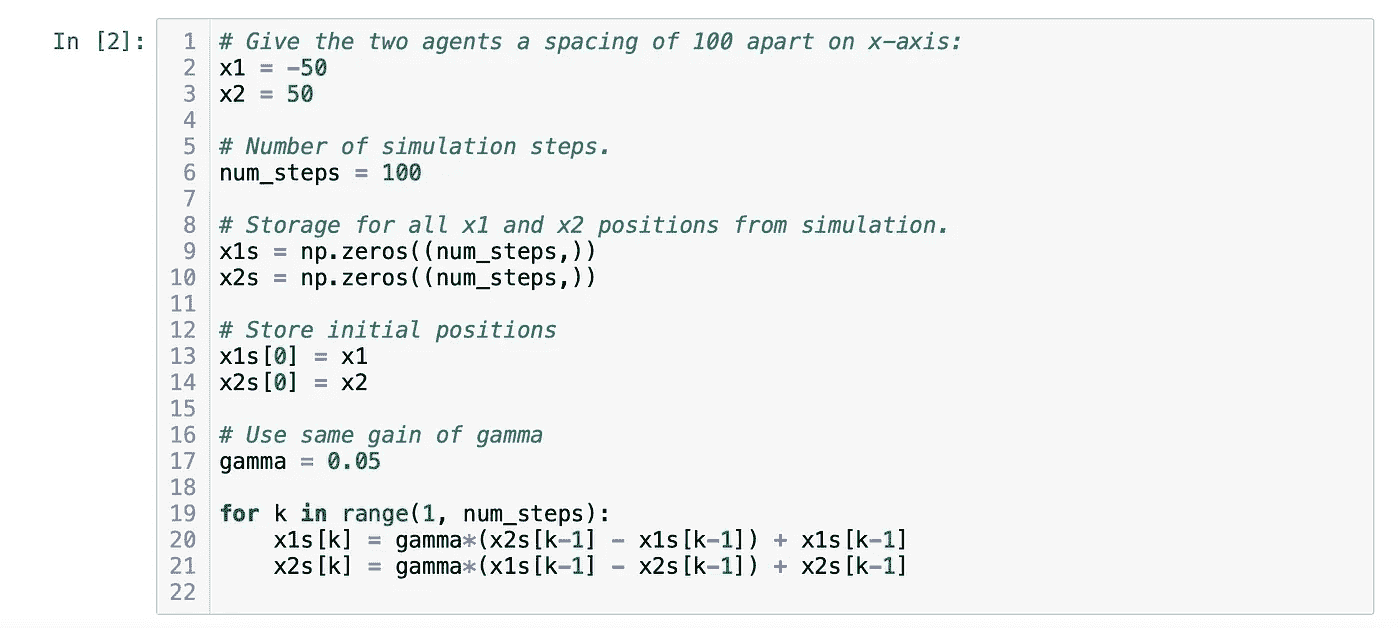 In [2]:
1 # Give the two agents a spacing of 100 apart on x-axis:
2 x1 = -50
3 x2 = 50
4
5 # Number of simulation steps.
6 num_steps = 100
7
8 # Storage for all x1 and x2 positions from simulation.
9 x1s = np.zeros((num_steps,))
10 x2s = np.zeros((num_steps,))
11
12 # Store initial positions
13 x1s[0] = x1
14 x2s[0] = x2
15
16 # Use same gain of gamma
17 gamma = 0.05
18
19 for k in range(1, num_steps):
20     x1s[k] = gamma*(x2s[k-1] - x1s[k-1]) + x1s[k-1]
21     x2s[k] = gamma*(x1s[k-1] - x2s[k-1]) + x2s[k-1]
22